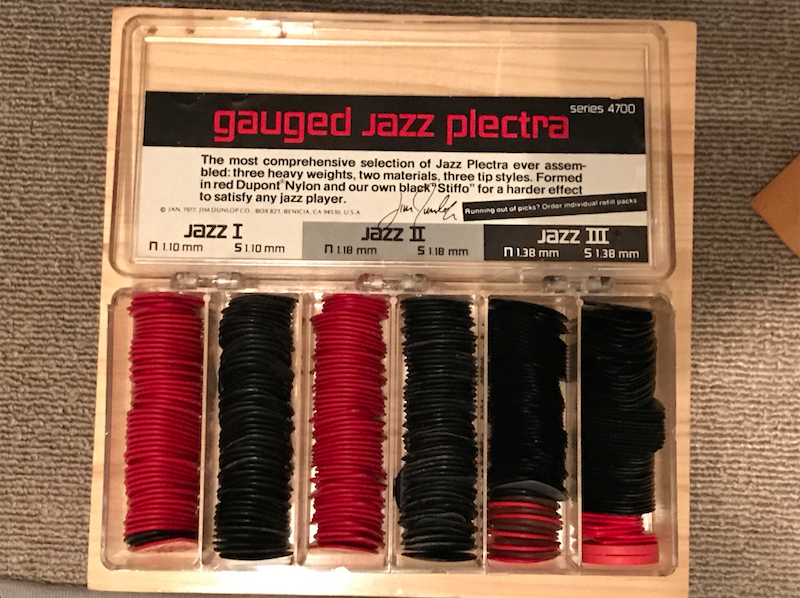 series 4700
gauged Jazz plectra
The most comprehensive selection of Jazz Plectra ever assem-
bled: three heavy weights, two materials, three tip styles. Formed
in red Dupont® Nylon and our own black "Stiffo" for a harder effect
to satisfy any jazz player.
© JAN. 1977, JIM DUNLOP CO., BOX 821, BENICIA, CA 94510, U.S.A
Jim Dunlop
Running out of picks? Order individual refill packs
Jazz I
n 1.10 mm S 1.10 mm
Jazz II
n 1.18 mm S 1.18 mm
Jazz III
n 1.38 mm S 1.38 mm